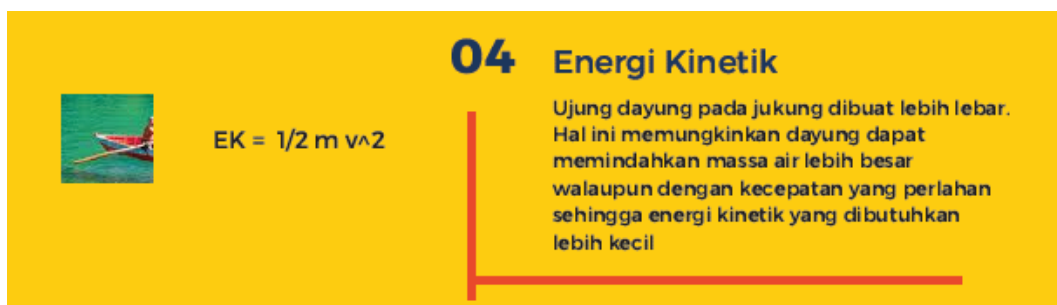 04 Energi Kinetik
EK = 1/2 m v^2
Ujung dayung pada jukung dibuat lebih lebar.
Hal ini memungkinkan dayung dapat
memindahkan massa air lebih besar
walaupun dengan kecepatan yang perlahan
sehingga energi kinetik yang dibutuhkan
lebih kecil